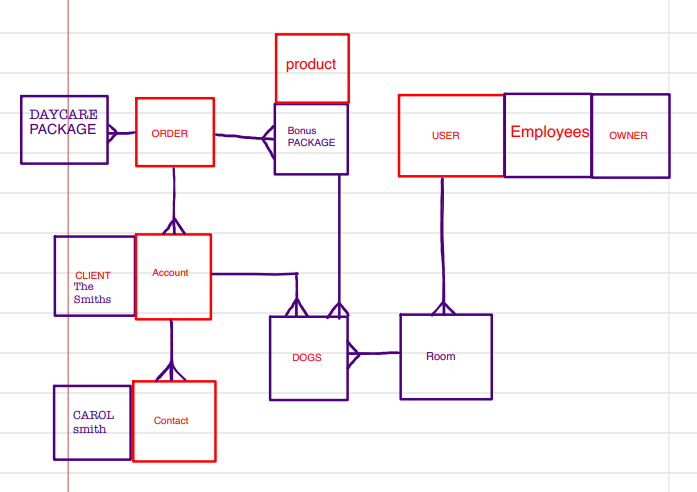 product
DAYCARE
PACKAGE
ORDER
Bonus
PACKAGE
USER
Employees
OWNER
CLIENT
The
Smiths
Account
DOGS
Room
CAROL
smith
Contact